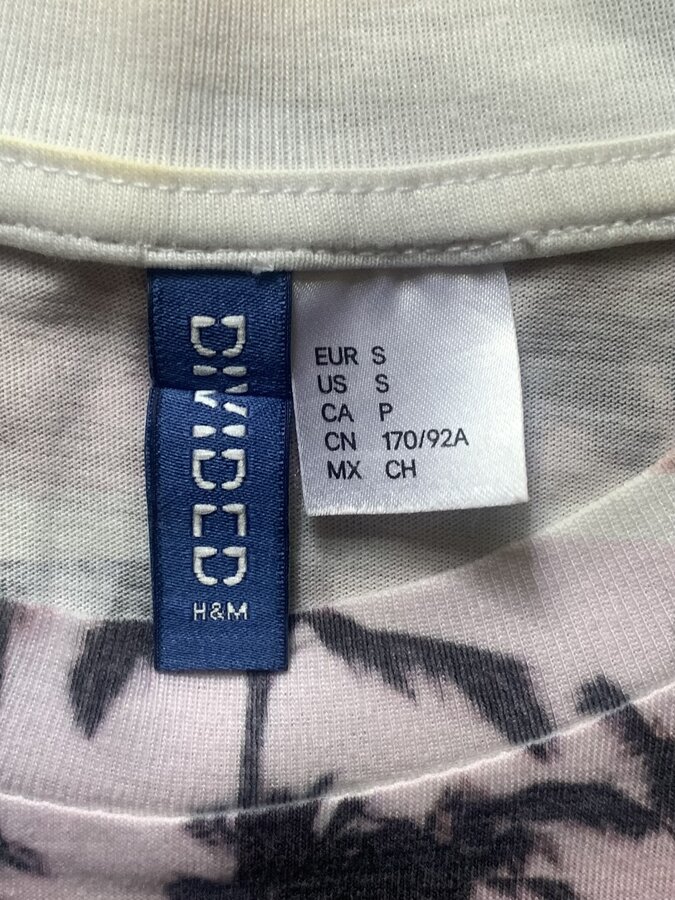 DIVIDED
H&M
EUR S
US S
CA P
CN 170/92A
MX CH